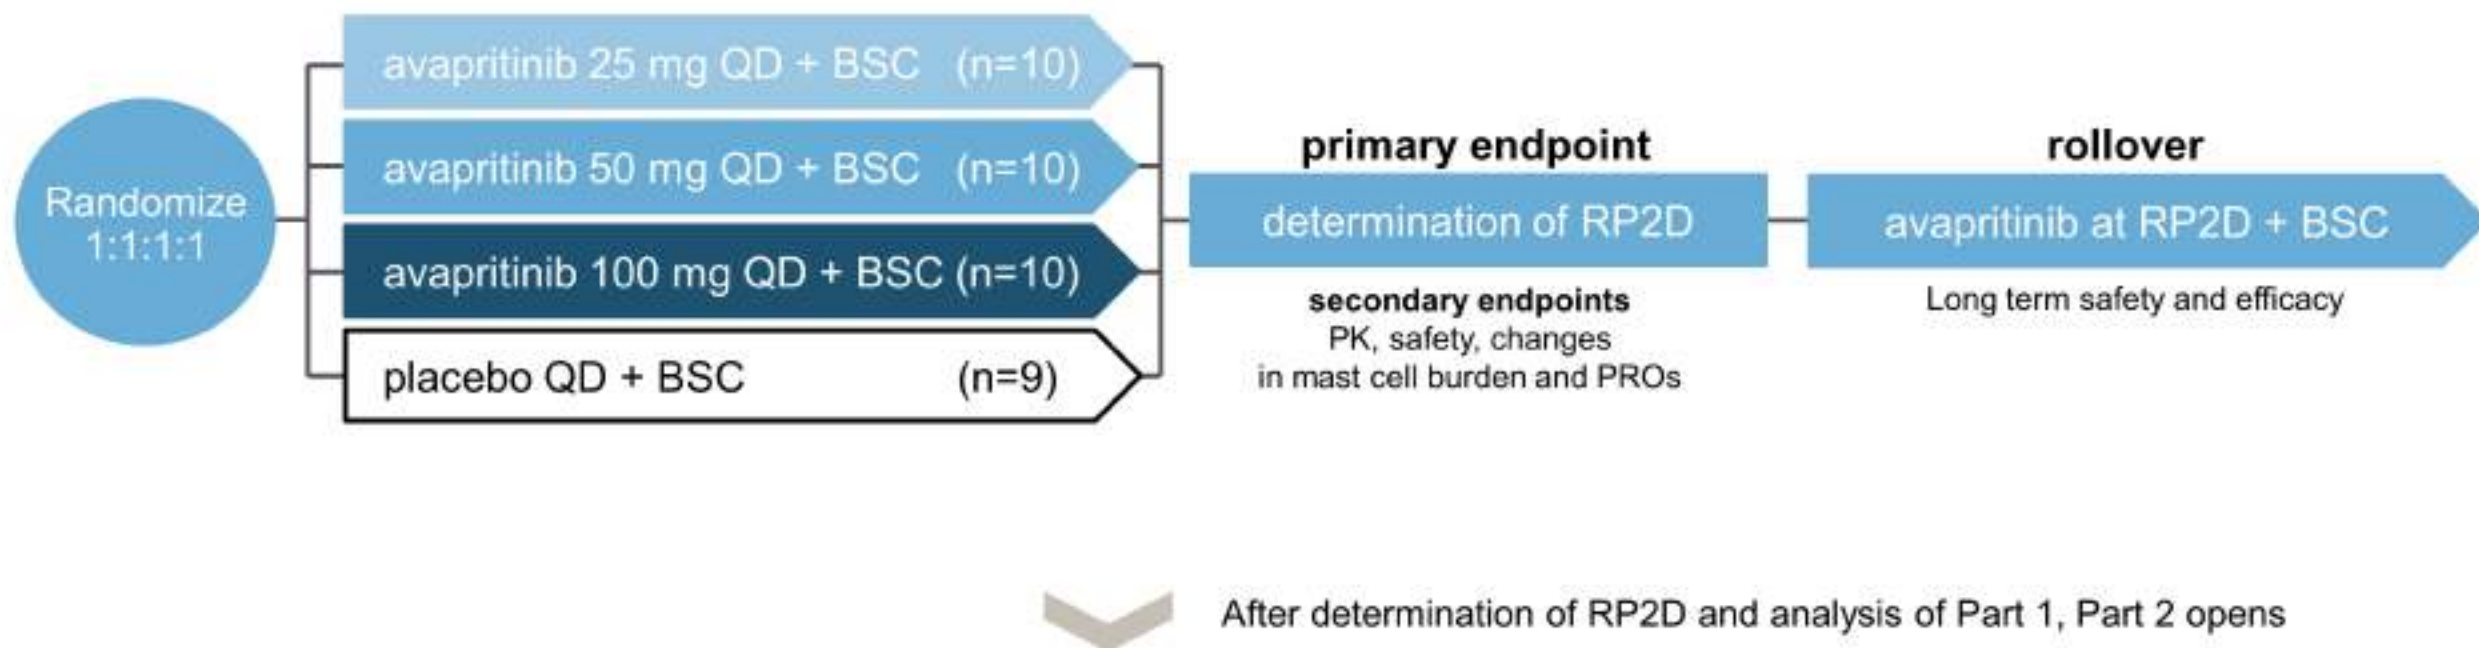 Randomize
1:1:1:1
avapritinib 25 mg QD + BSC (n=10)
avapritinib 50 mg QD + BSC (n=10)
avapritinib 100 mg QD + BSC (n=10)
placebo QD + BSC (n=9)
primary endpoint
determination of RP2D
secondary endpoints
PK, safety, changes
in mast cell burden and PROs
rollover
avapritinib at RP2D + BSC
Long term safety and efficacy
After determination of RP2D and analysis of Part 1, Part 2 opens